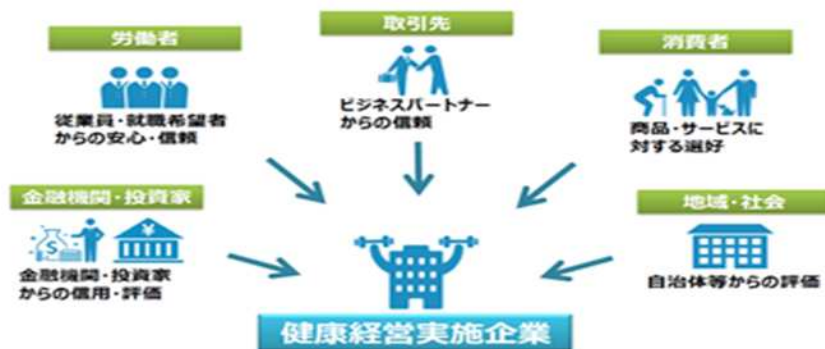 労働者
従業員・就職希望者
からの安心・信頼
取引先
ビジネスパートナー
からの信頼
消費者
商品・サービスに
対する選好
金融機関・投資家
金融機関・投資家
からの信用・評価
地域・社会
自治体等からの評価
健康経営実施企業